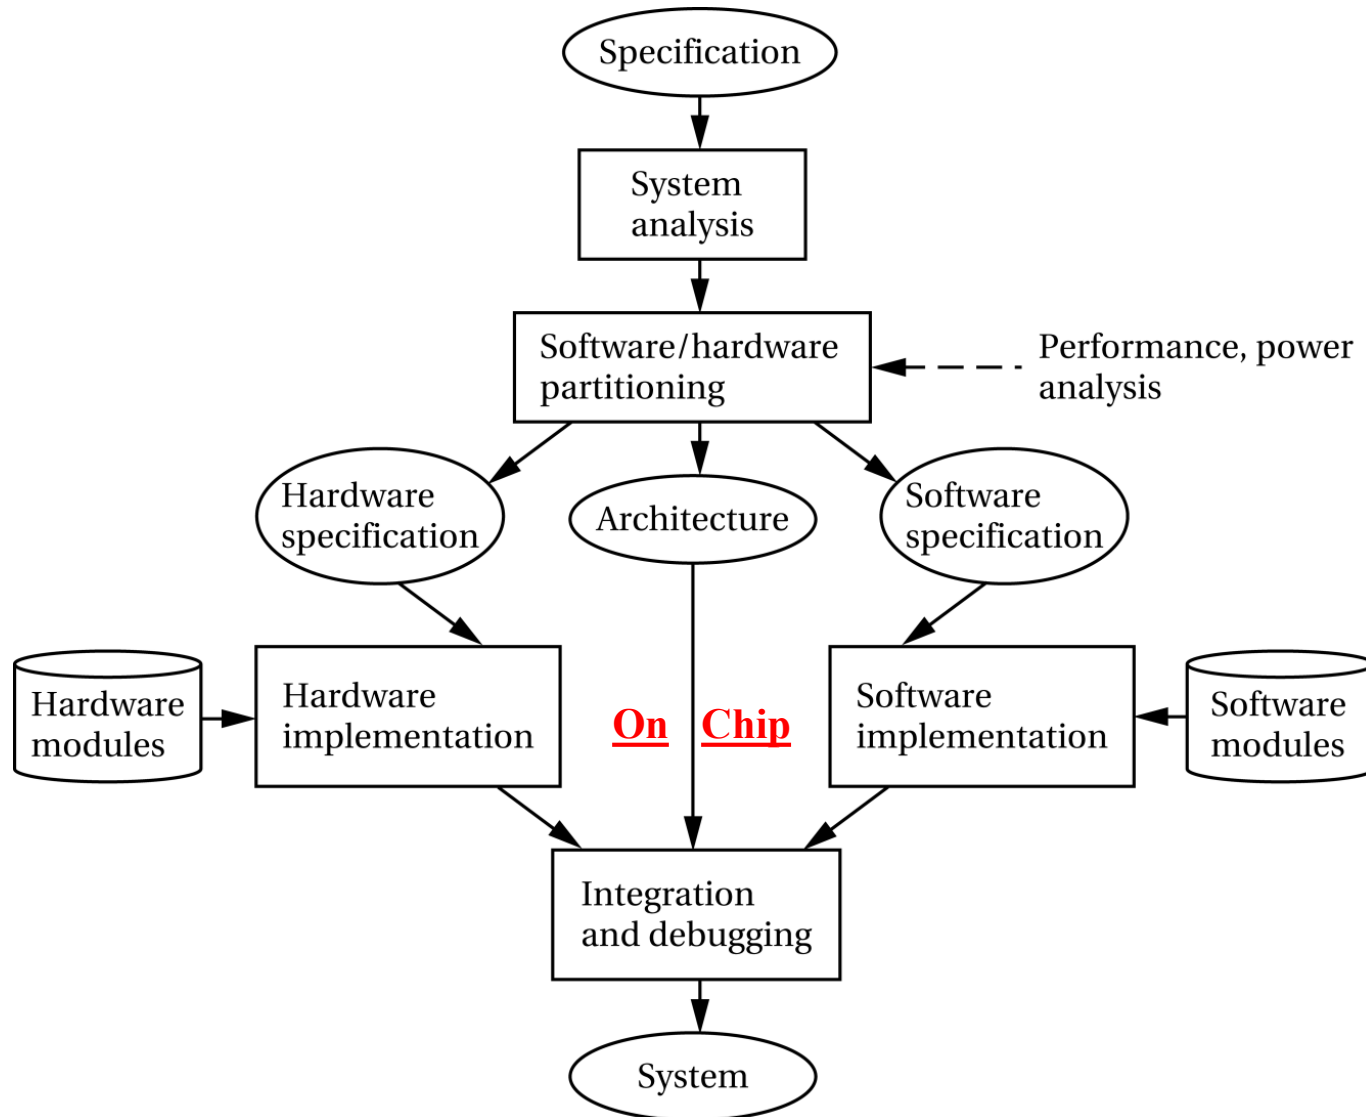 Specification
System
analysis
Software/hardware
partitioning
Performance, power
analysis
Hardware
specification
Architecture
Software
specification
Hardware
modules
Hardware
implementation
On Chip
Software
implementation
Software
modules
Integration
and debugging
System